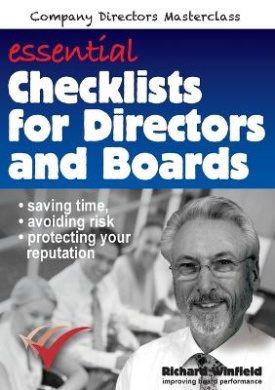 Company Directors Masterclass
essential
Checklists
for Directors
and Boards
• saving time,
• avoiding risk
• protecting your
reputation
Richard Winfield
improving board performance